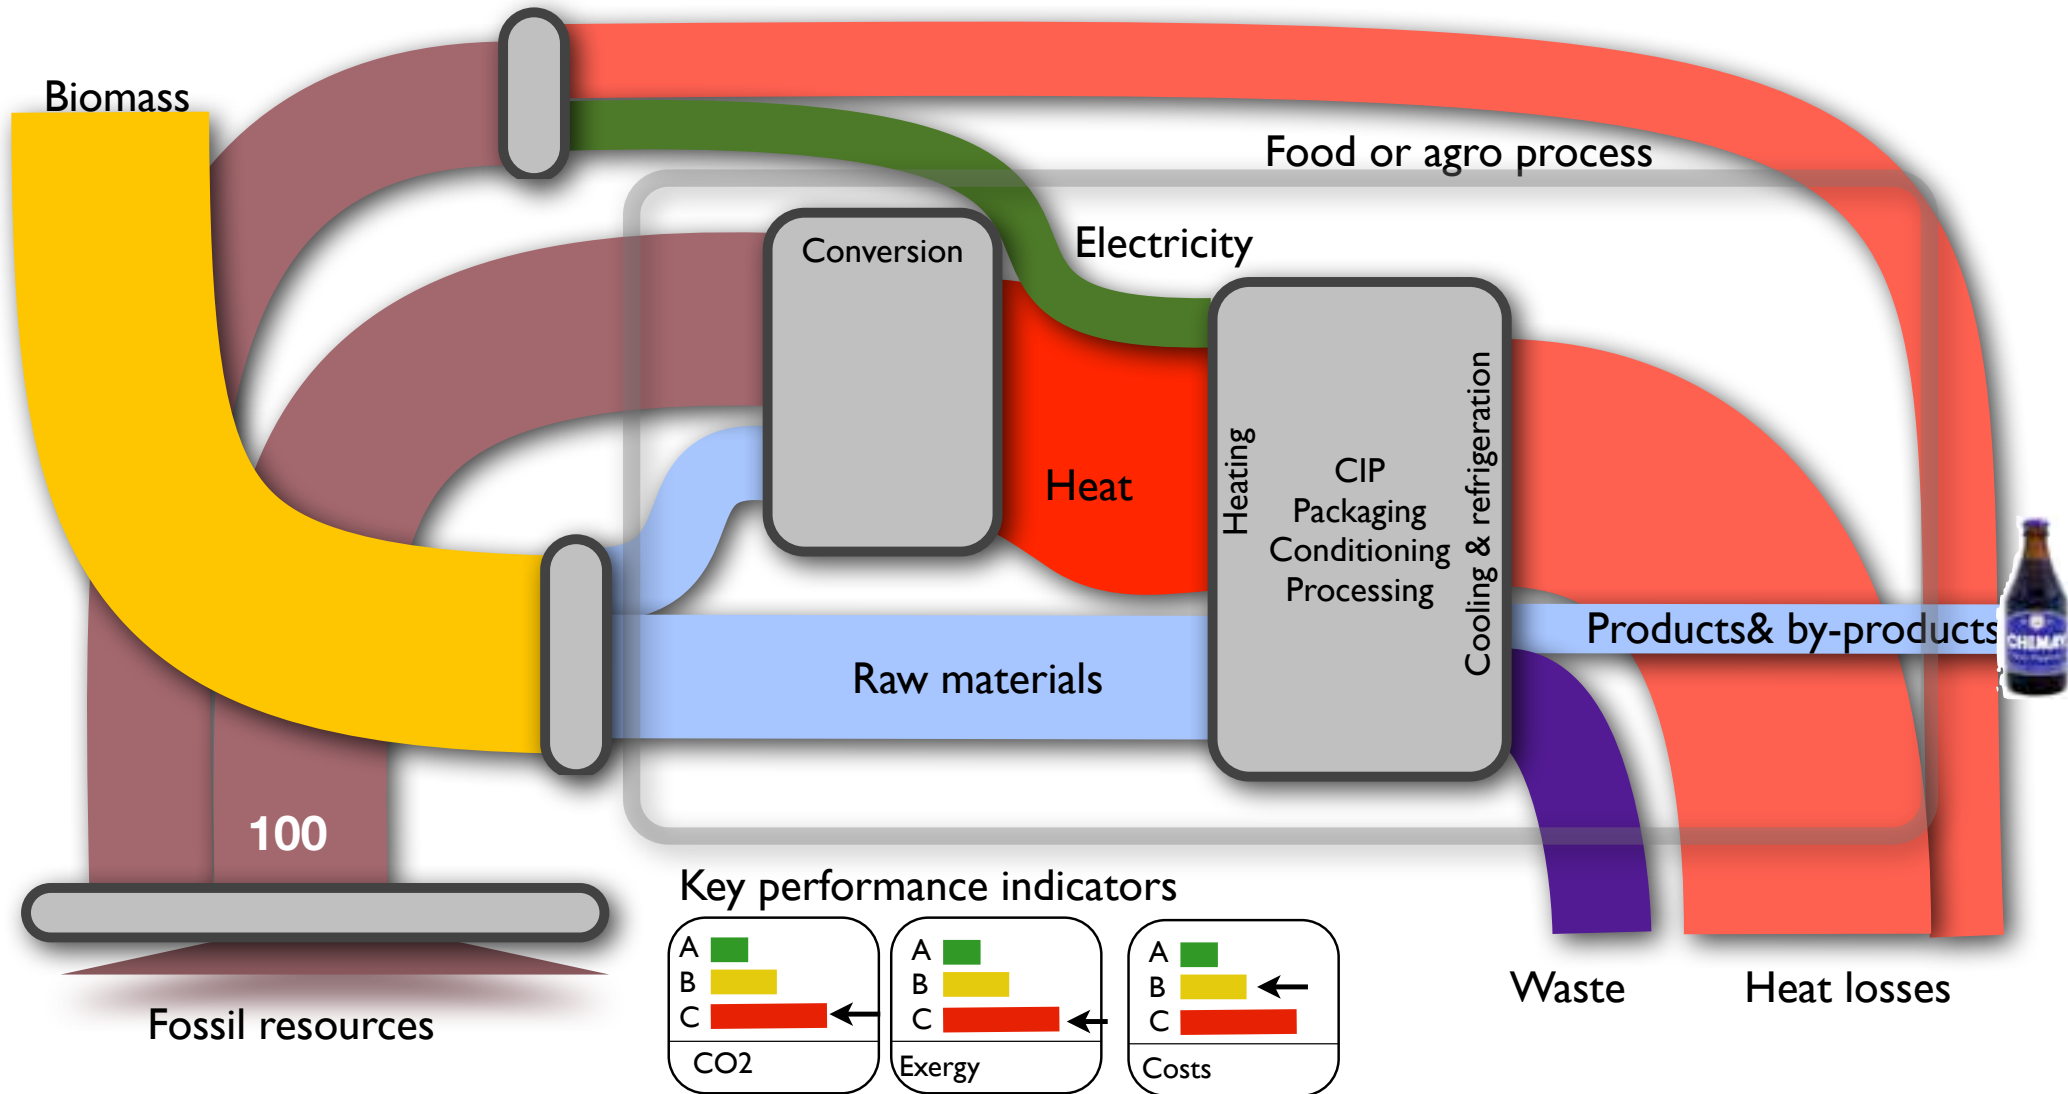 Biomass
Food or agro process
Electricity
Conversion
Heat
Heating
CIP
Packaging
Conditioning
Processing
Cooling & refrigeration
Products& by-products
CHIMAY
Raw materials
100
Key performance indicators
A
B
C
CO2
A
B
C
Exergy
A
B
C
Costs
Waste
Heat losses
Fossil resources